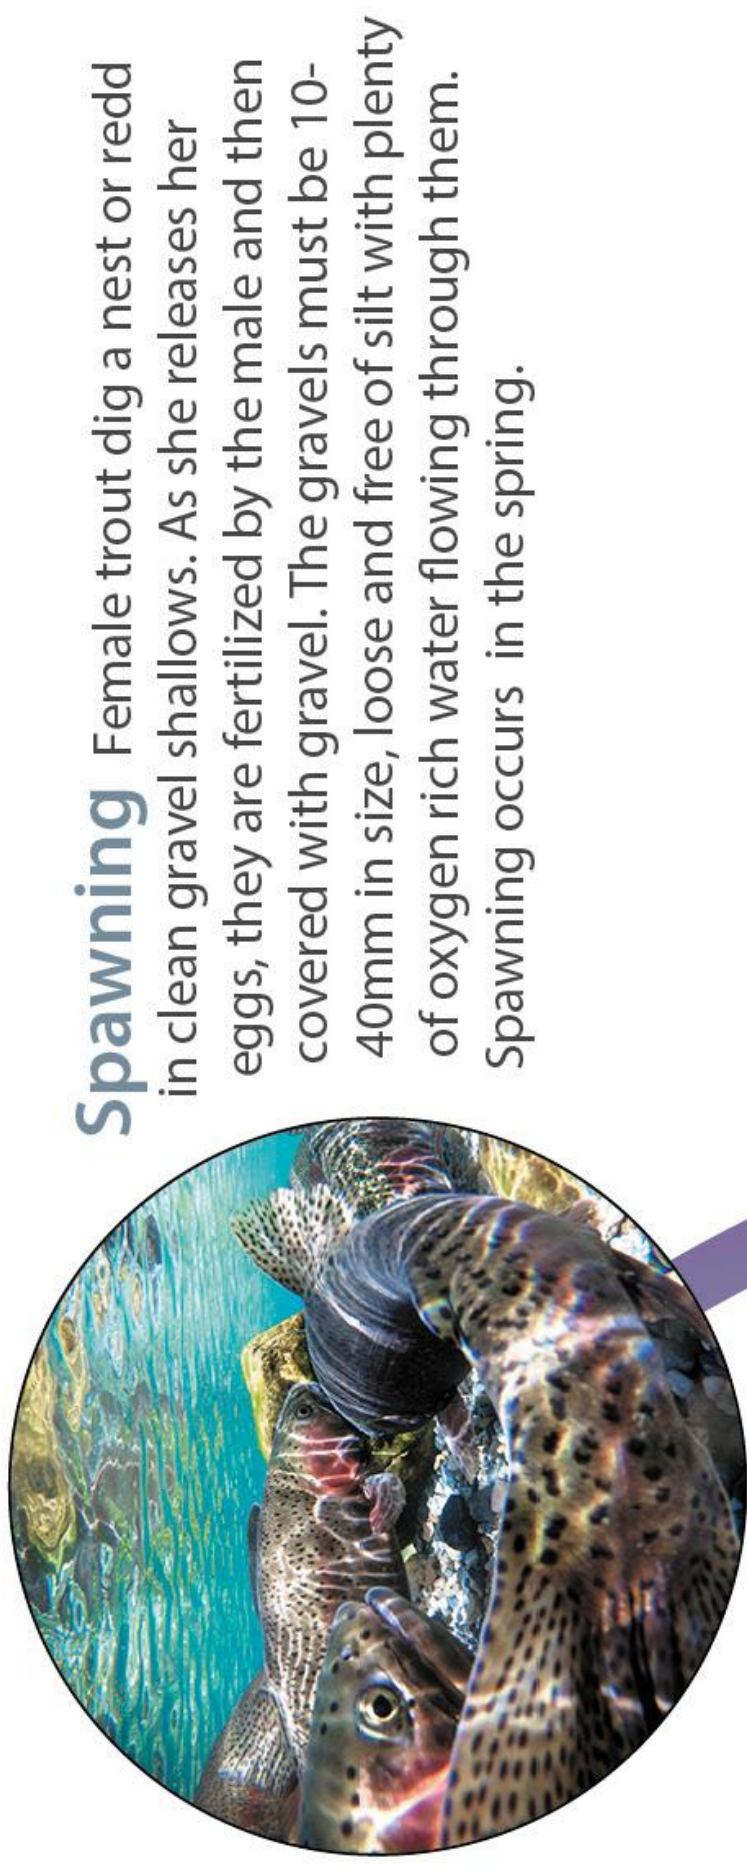 Spawning Female trout dig a nest or redd
in clean gravel shallows. As she releases her
eggs, they are fertilized by the male and then
covered with gravel. The gravels must be 10-
40mm in size, loose and free of silt with plenty
of oxygen rich water flowing through them.
Spawning occurs in the spring.